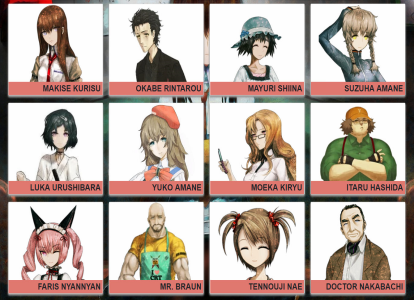 MAKISE KURISU
OKABE RINTAROU
MAYURI SHIINA
SUZUHA AMANE
LUKA URUSHIBARA
YUKO AMANE
MOEKA KIRYU
ITARU HASHIDA
FARIS NYANNYAN
MR. BRAUN
TENNOUJI NAE
DOCTOR NAKABACHI